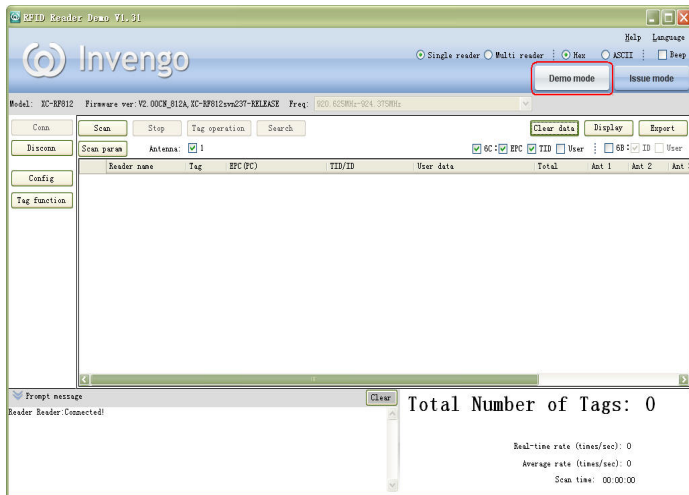 RFID Reader Demo V1.31
Help Language
Invengo
Single reader Multi reader Hex ASCII Beep
Demo mode Issue mode
Model: XC-RF812 Firmware ver:V2.00CN_812A,XC-RF812svn237-RELEASE Freq: 920.625MHz-924.375MHz
Conn Scan Stop Tag operation Search Clear data Display Export
Disconn Scan param Antenna: 1 6C: EPC TID User 6B: ID User
Reader name Tag EPC(PC) TID/ID User data Total Ant 1 Ant 2 Ant
Config
Tag function
Prompt message Clear
Reader Reader:Connected!
Total Number of Tags: 0
Real-time rate (times/sec): 0
Average rate (times/sec): 0
Scan time: 00:00:00